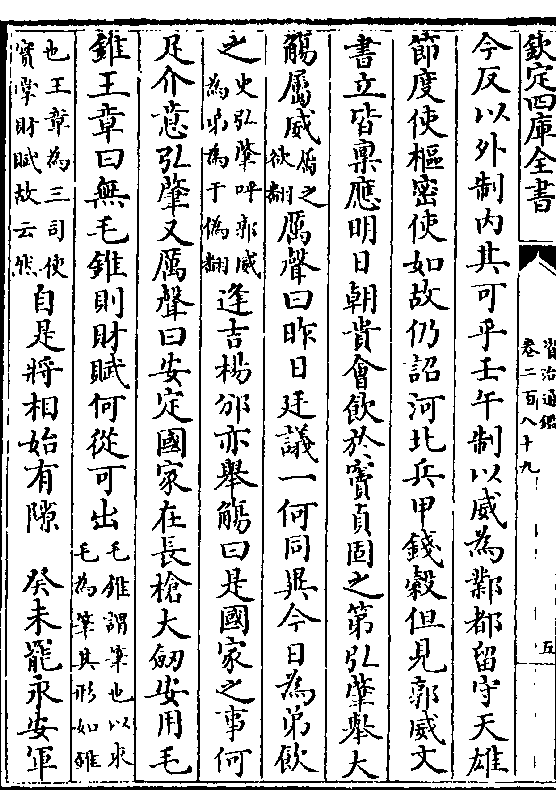 欽定四庫全書
資治通鑑
卷二百八十九
五
今反以外制内其可乎壬午制以威為鄴都留守天雄
節度使樞密使如故仍詔河北兵甲錢穀但見郭威文
書立皆稟應明日朝貴會飲於竇貞固之第弘肇舉大
觴屬威屬之欲翻厲聲曰昨日廷議一何同異今日為弟飲
之史弘肇呼郭威為弟為于偽翻逢吉楊邠亦舉觴曰是國家之事何
足介意弘肇又厲聲曰安定國家在長槍大劒安用毛
錐王章曰無毛錐則財賦何從可出毛錐謂筆也以束毛為筆其形如錐
也王章為三司使實掌財賦故云然自是將相始有隙　癸未罷永安軍